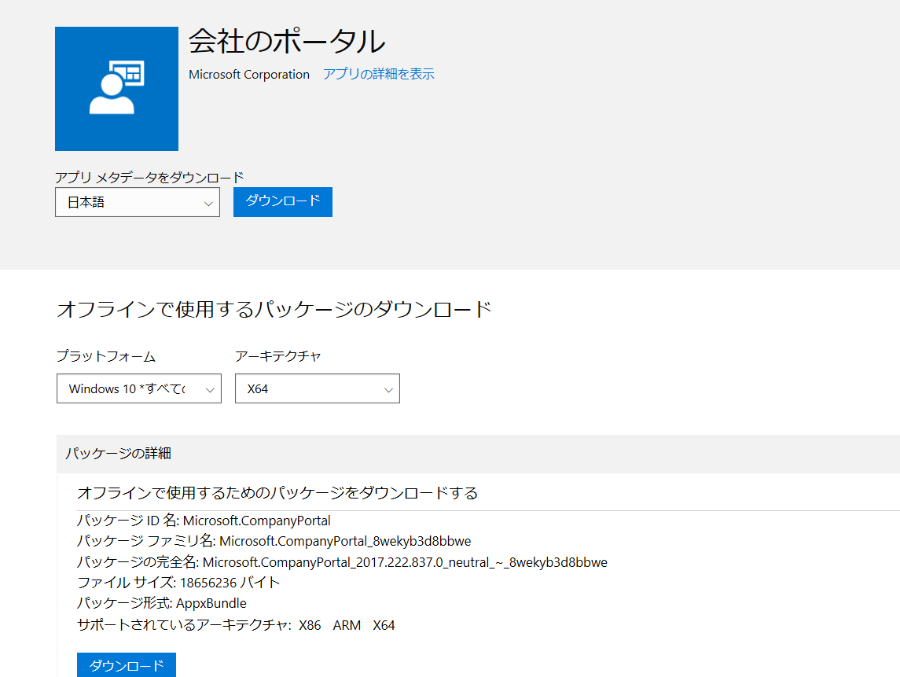 会社のポータル
Microsoft Corporation アプリの詳細を表示
アプリ メタデータをダウンロード
日本語 ダウンロード
オフラインで使用するパッケージのダウンロード
プラットフォーム アーキテクチャ
Windows 10 *すべての X64
パッケージの詳細
オフラインで使用するためのパッケージをダウンロードする
パッケージ ID 名: Microsoft.CompanyPortal
パッケージ ファミリ名: Microsoft.CompanyPortal_8wekyb3d8bbwe
パッケージの完全名: Microsoft.CompanyPortal_2017.222.837.0_neutral_~_8wekyb3d8bbwe
ファイル サイズ: 18656236 バイト
パッケージ形式: AppxBundle
サポートされているアーキテクチャ: X86 ARM X64
ダウンロード